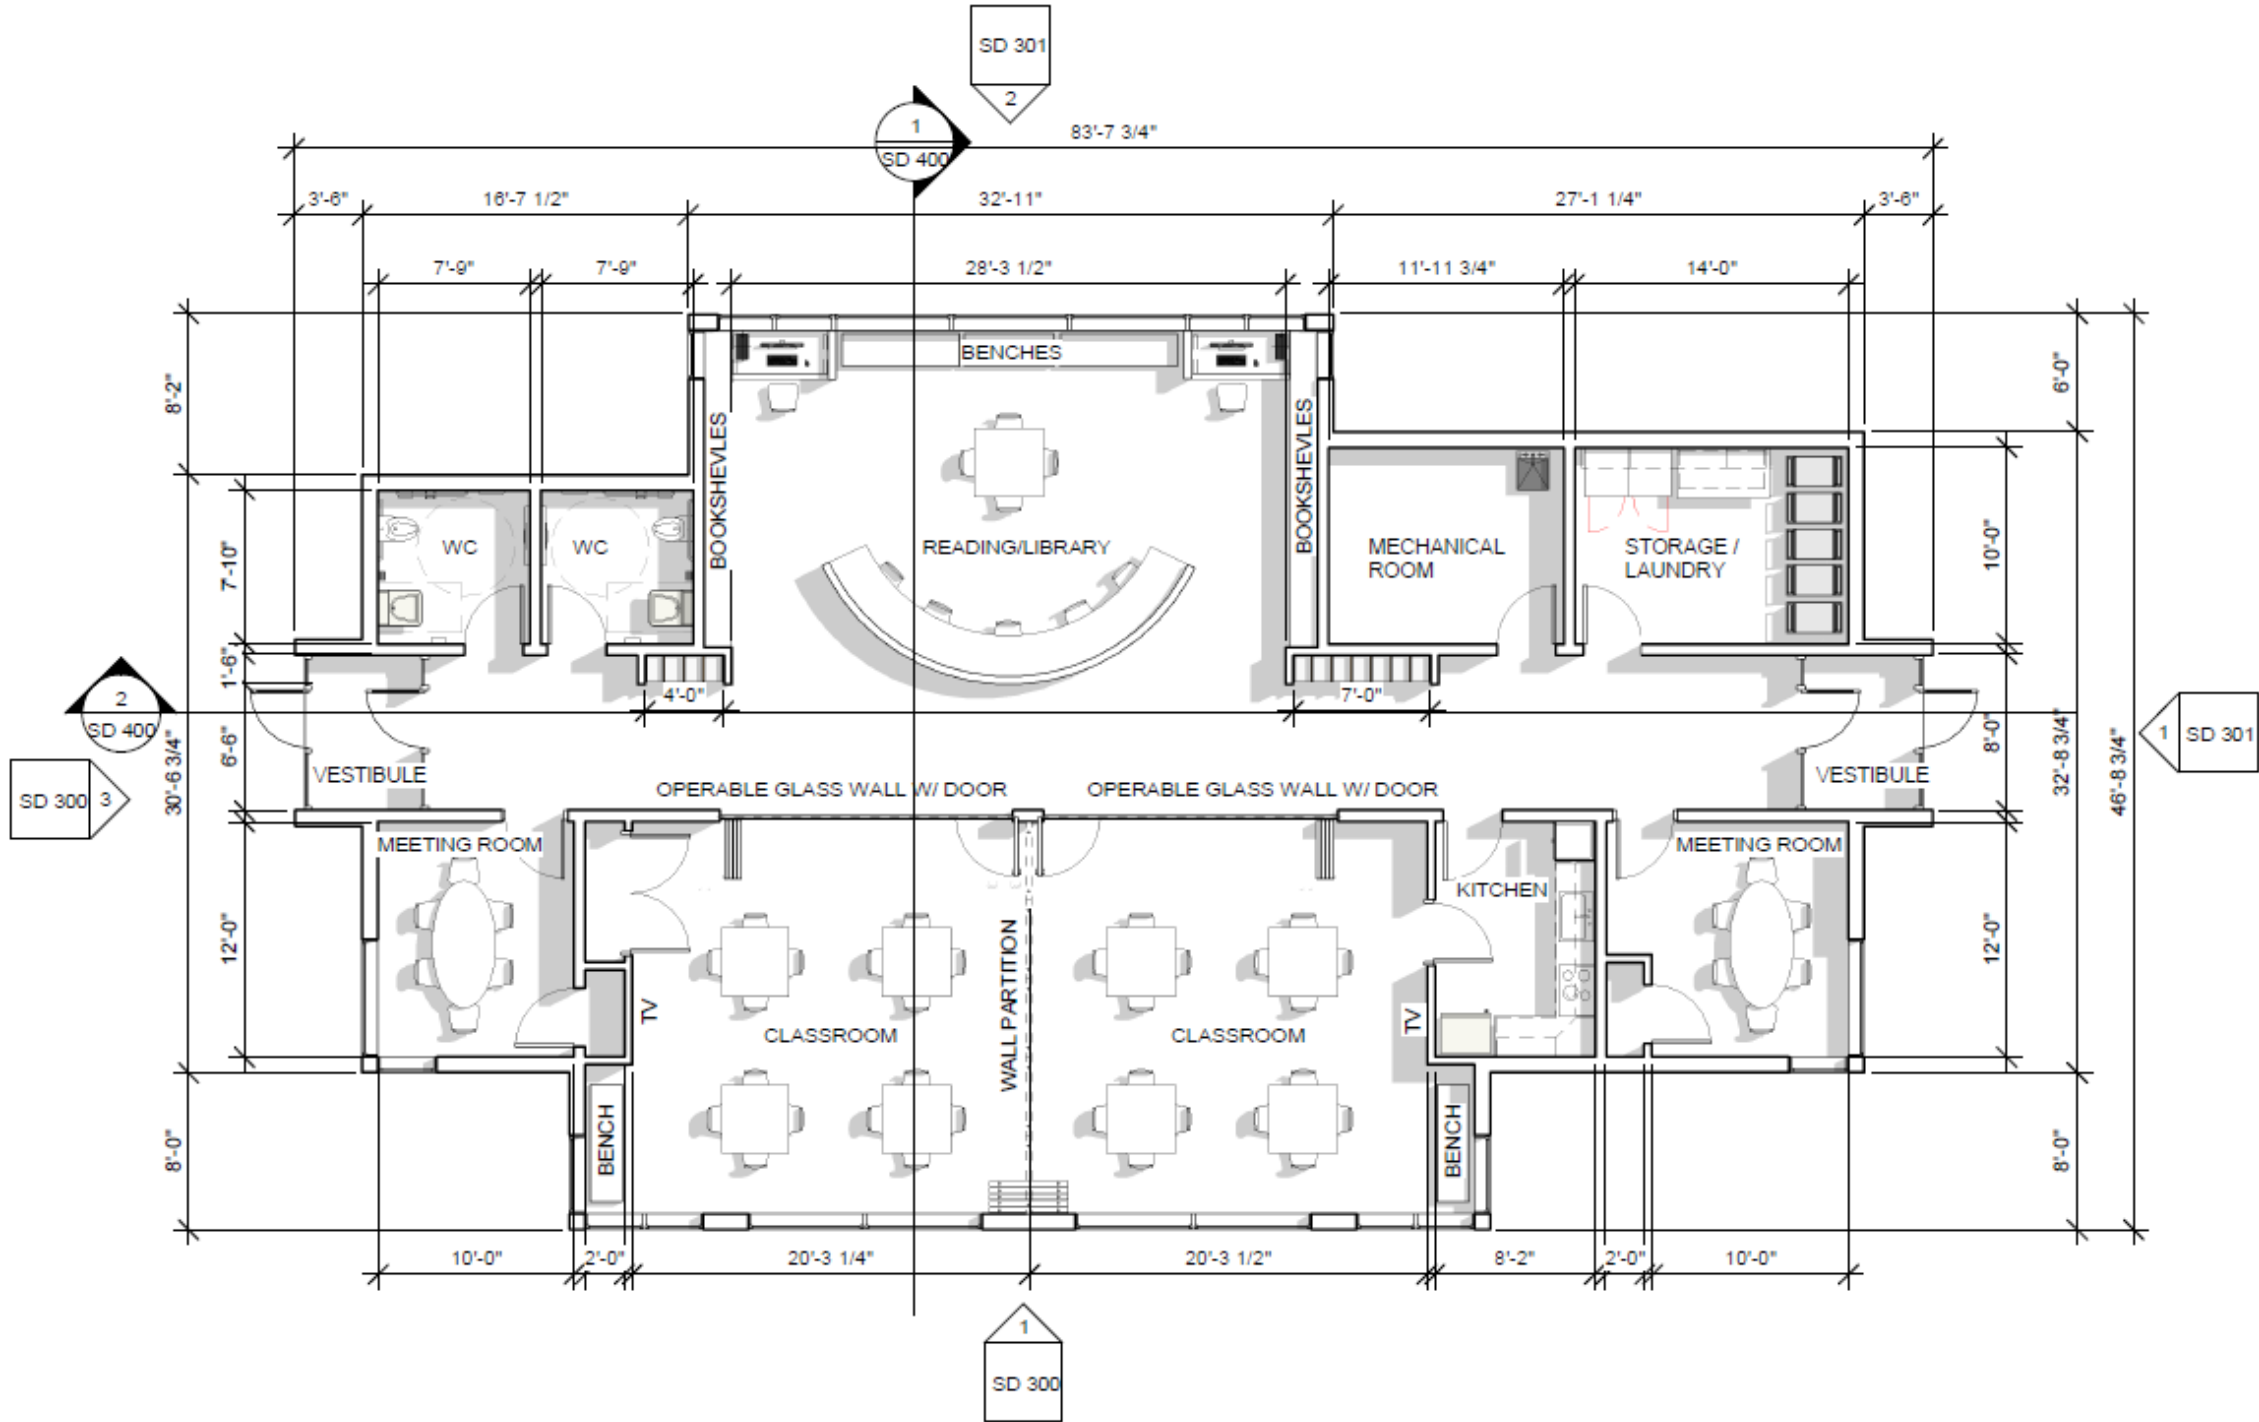 SD 301
2
1
SD 400
83'-7 3/4"
3'-6"
16'-7 1/2"
32'-11"
27'-1 1/4"
3'-6"
7'-9"
7'-9"
28'-3 1/2"
11'-11 3/4"
14'-0"
8'-2"
6'-0"
BENCHES
BOOKSHEVLES
BOOKSHEVLES
WC
WC
READING/LIBRARY
MECHANICAL
ROOM
STORAGE /
LAUNDRY
7'-10"
10'-0"
1'-6"
4'-0"
7'-0"
2
SD 400
6'-6"
30'-6 3/4"
8'-0"
32'-8 3/4"
46'-8 3/4"
1
SD 301
SD 300
3
VESTIBULE
OPERABLE GLASS WALL W/ DOOR
OPERABLE GLASS WALL W/ DOOR
VESTIBULE
MEETING ROOM
MEETING ROOM
KITCHEN
12'-0"
12'-0"
TV
WALL PARTITION
TV
CLASSROOM
CLASSROOM
BENCH
BENCH
8'-0"
8'-0"
10'-0"
2'-0"
20'-3 1/4"
20'-3 1/2"
8'-2"
2'-0"
10'-0"
1
SD 300